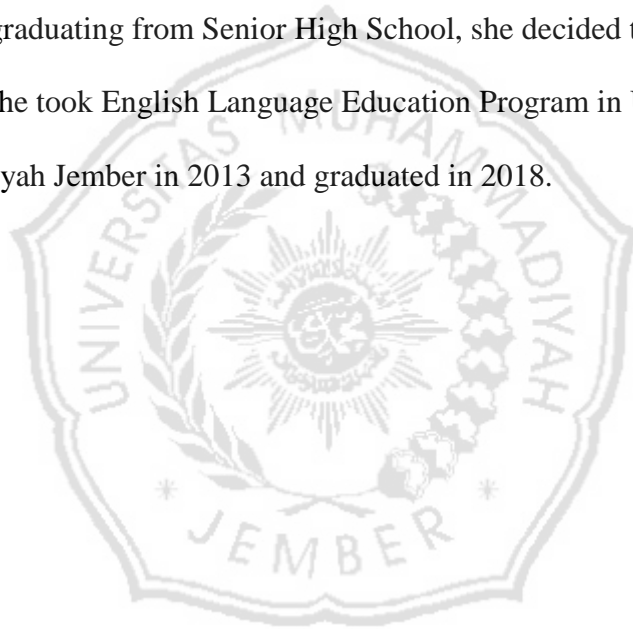 graduating from Senior High School, she decided t
he took English Language Education Program in
yah Jember in 2013 and graduated in 2018.
UNIVERSITAS MUHAMMADIYAH
JEMBER